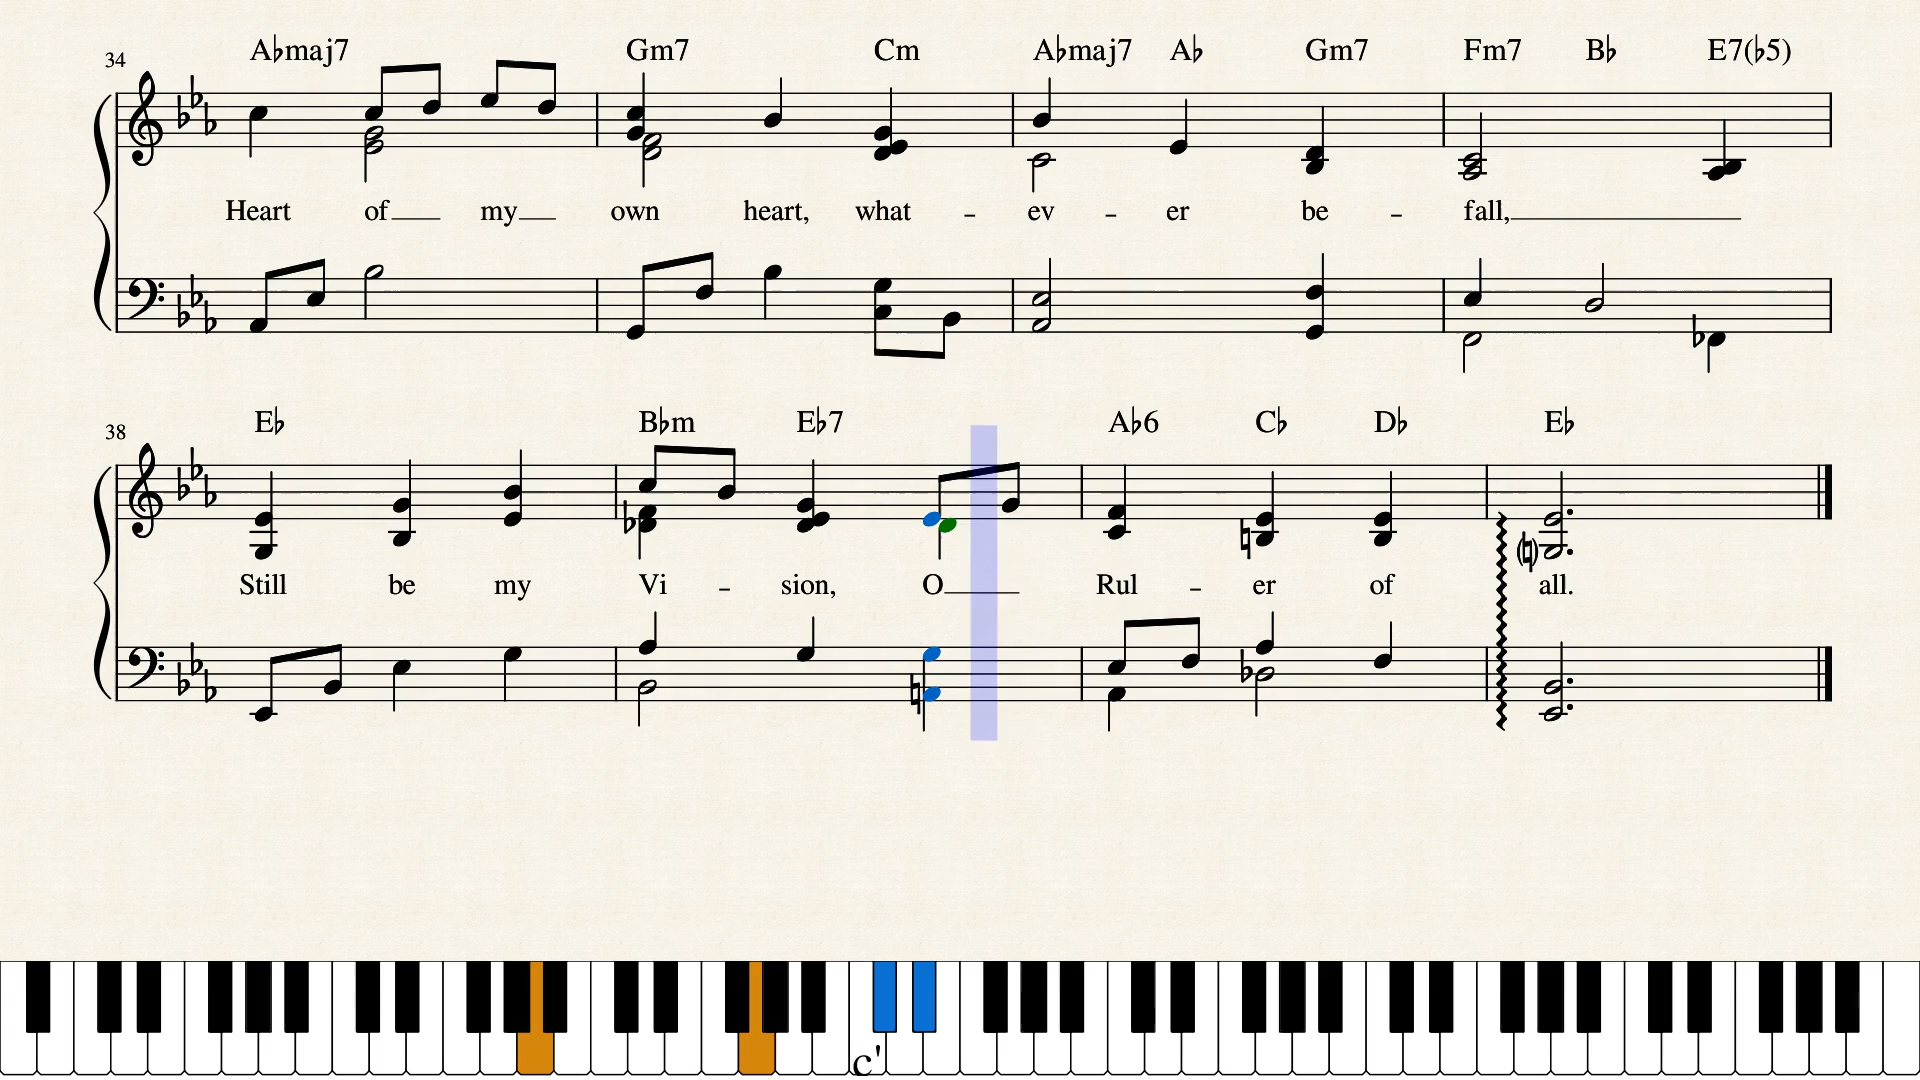 34 A♭maj7 Gm7 Cm A♭maj7 A♭ Gm7 Fm7 B♭ E7(♭5)
Heart of my own heart, what - ev - er be - fall,
38 E♭ B♭m E♭7 A♭6 C♭ D♭ E♭
Still be my Vi - sion, O Rul - er of all.
c'